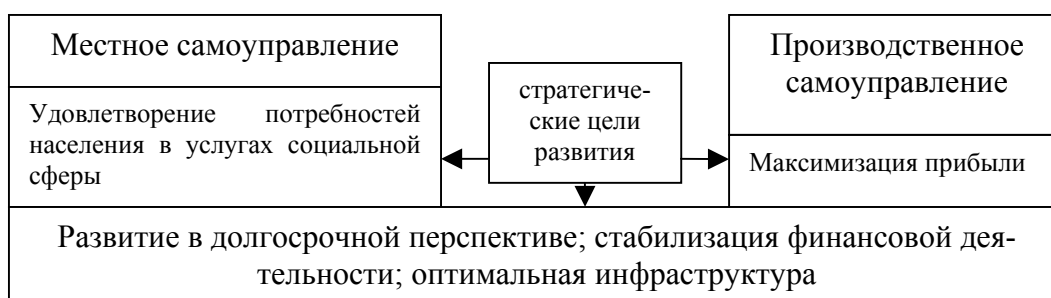 Местное самоуправление
Удовлетворение потребностей
населения в услугах социальной
сферы
стратегиче-
ские цели
развития
Производственное
самоуправление
Максимизация прибыли
Развитие в долгосрочной перспективе; стабилизация финансовой дея-
тельности; оптимальная инфраструктура